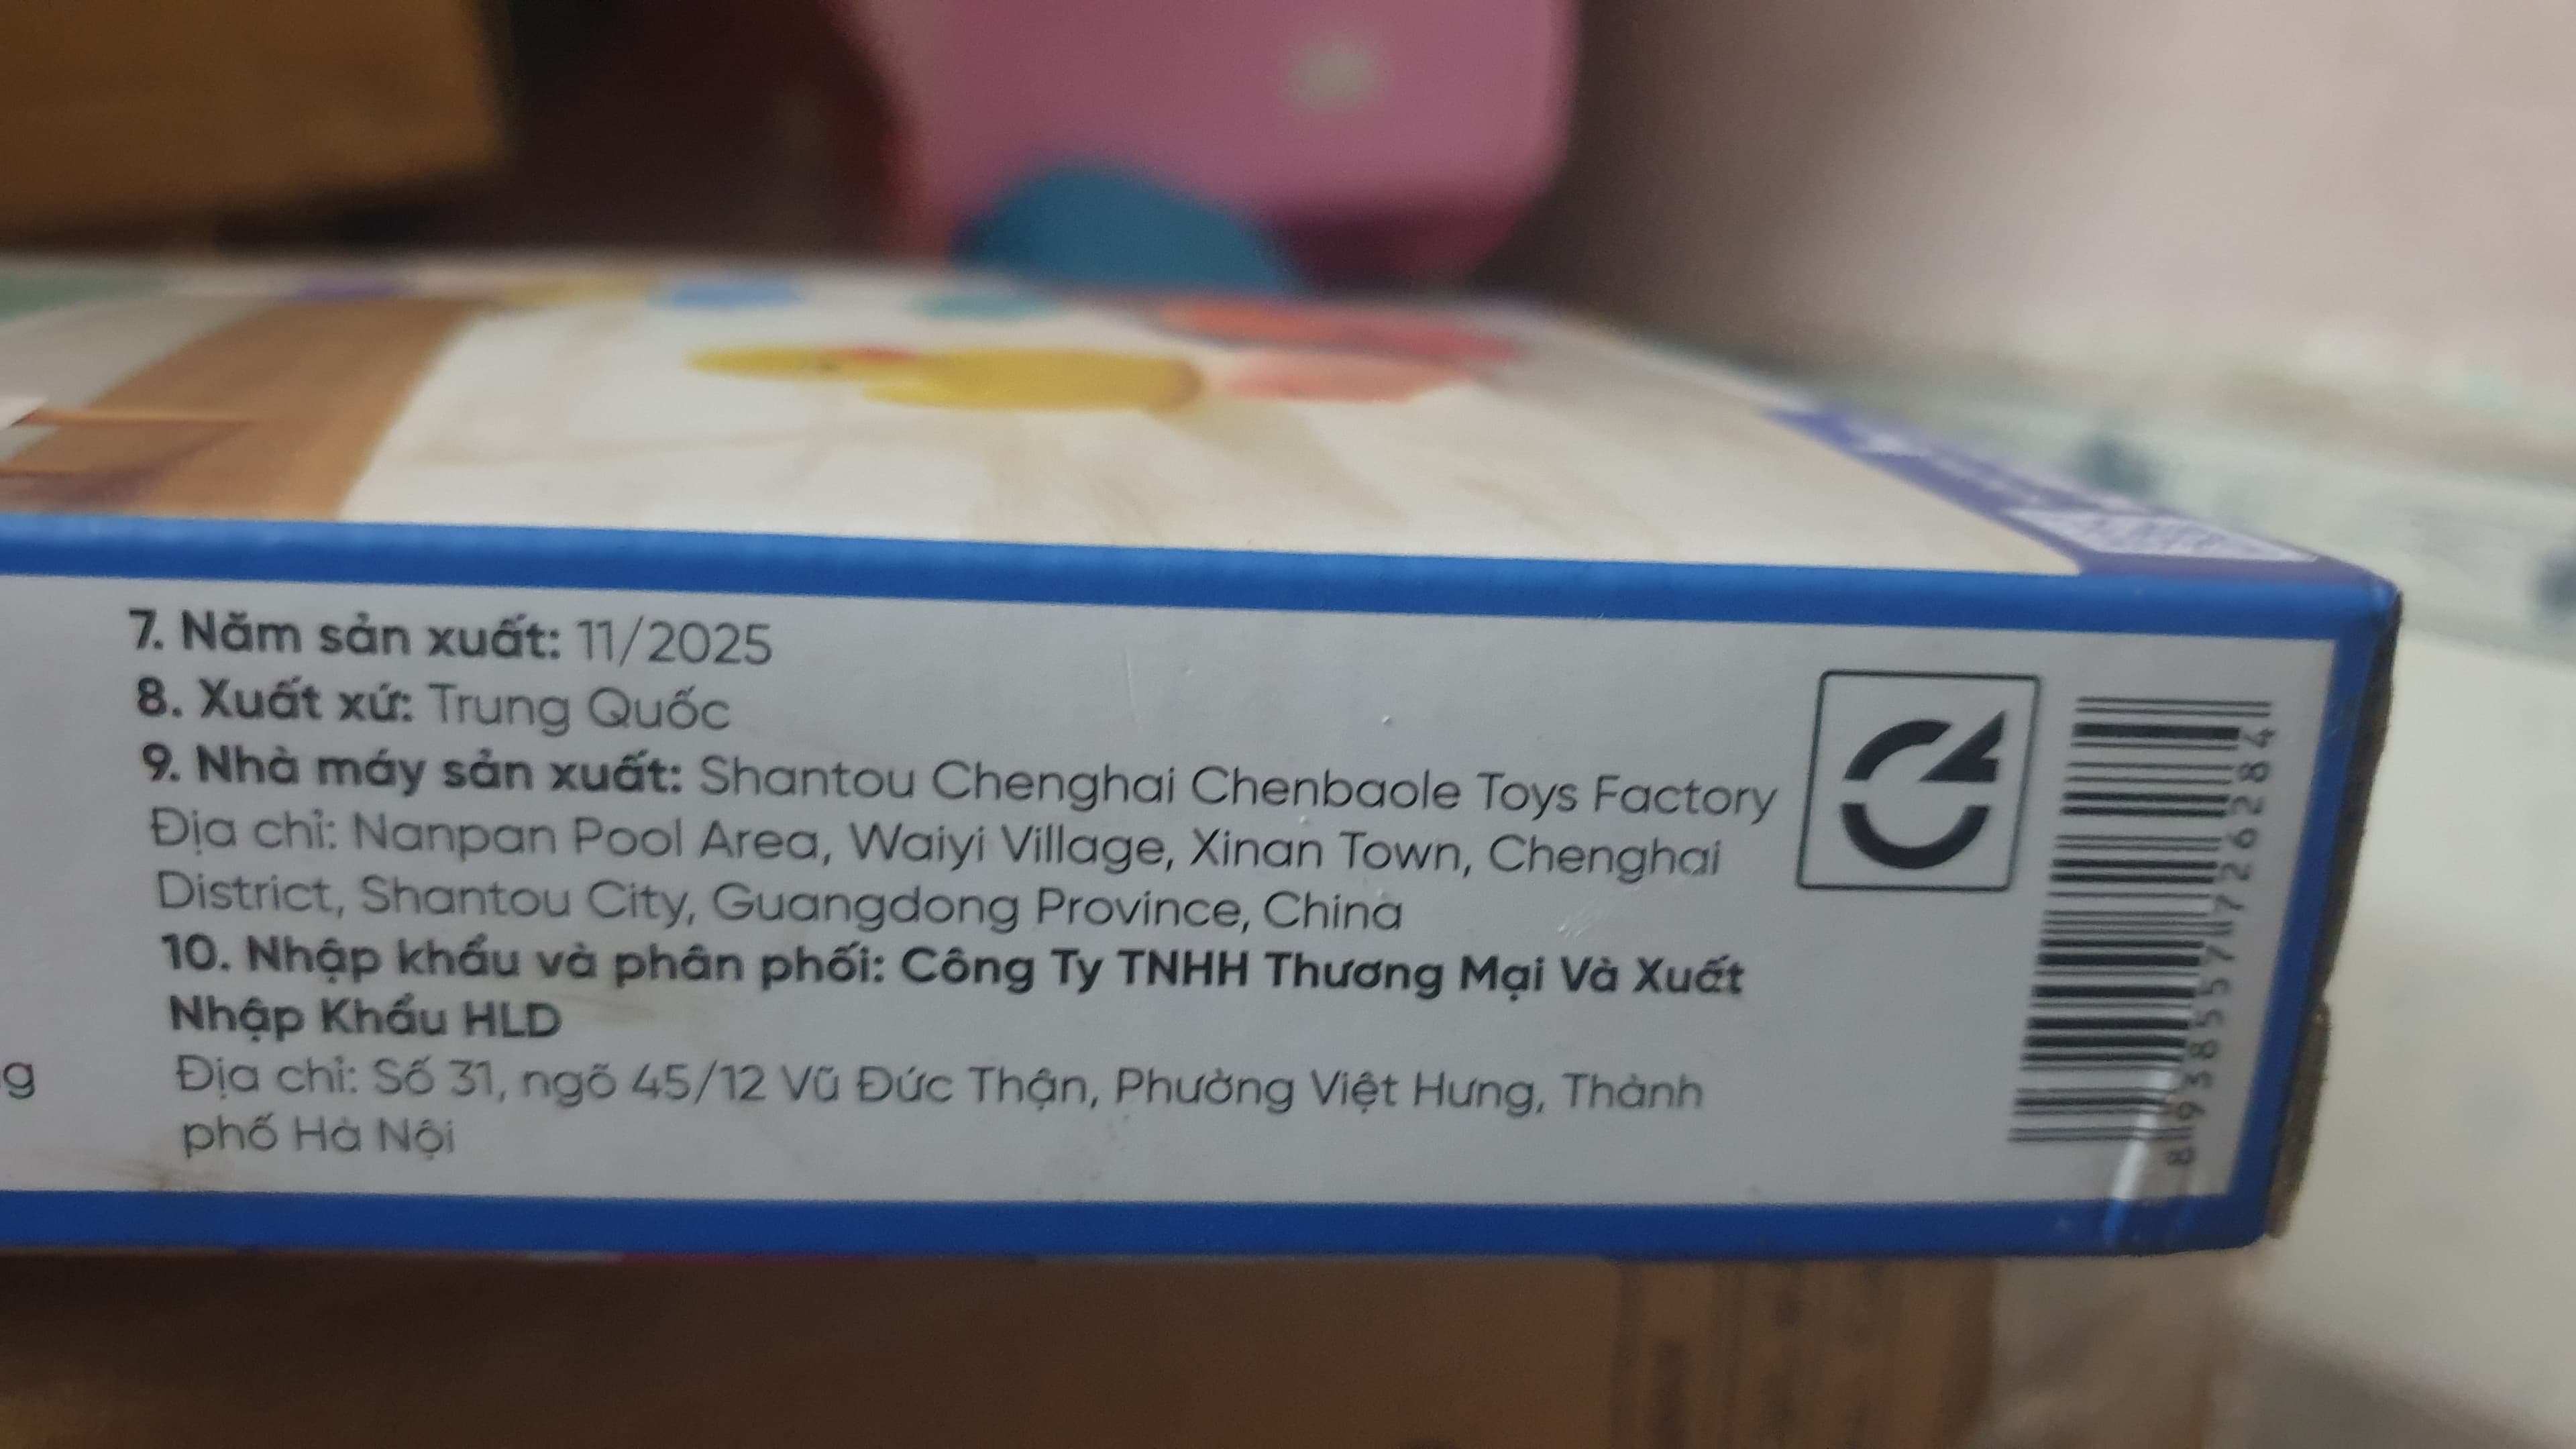 7. Năm sản xuất: 11/2025
8. Xuất xứ: Trung Quốc
9. Nhà máy sản xuất: Shantou Chenghai Chenbaole Toys Factory
Địa chỉ: Nanpan Pool Area, Waiyi Village, Xinan Town, Chenghai
District, Shantou City, Guangdong Province, China
10. Nhập khẩu và phân phối: Công Ty TNHH Thương Mại Và Xuất
Nhập Khẩu HLD
g
Địa chỉ: Số 31, ngõ 45/12 Vũ Đức Thận, Phường Việt Hưng, Thành
phố Hà Nội
8938557726284